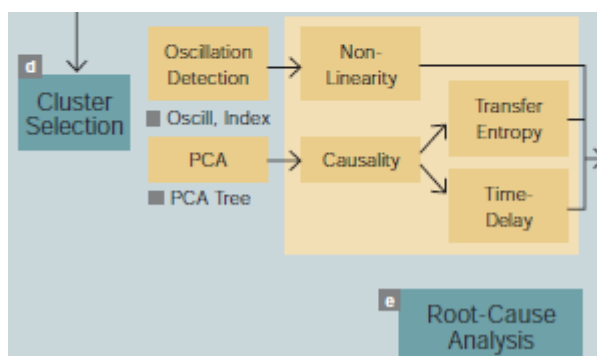 d
Cluster
Selection
Oscillation
Detection
Oscill, Index
PCA
PCA Tree
Non-
Linearity
Causality
Transfer
Entropy
Time-
Delay
e
Root-Cause
Analysis